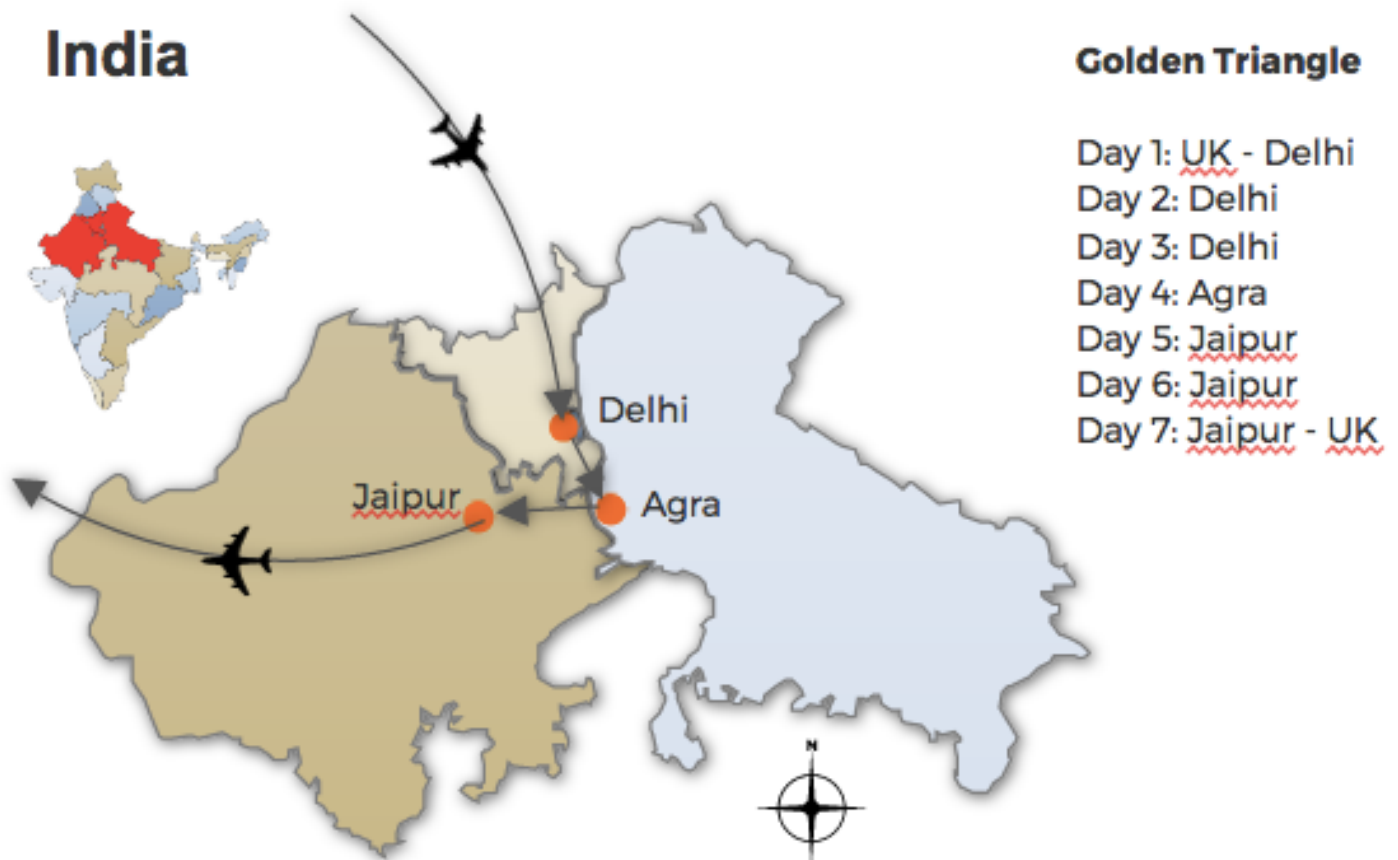 India
Golden Triangle
Day 1: UK - Delhi
Day 2: Delhi
Day 3: Delhi
Day 4: Agra
Day 5: Jaipur
Day 6: Jaipur
Day 7: Jaipur - UK
Delhi
Jaipur
Agra
N